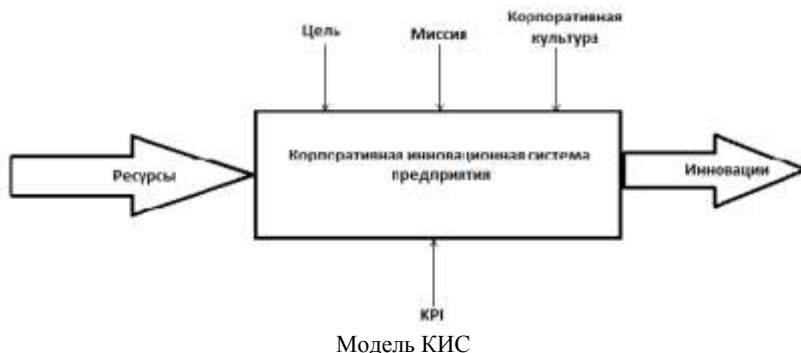 Цель
Миссия
Корпоративная
культура
Корпоративная инновационная система
предприятия
Ресурсы
Инновации
KPI
Модель КИС